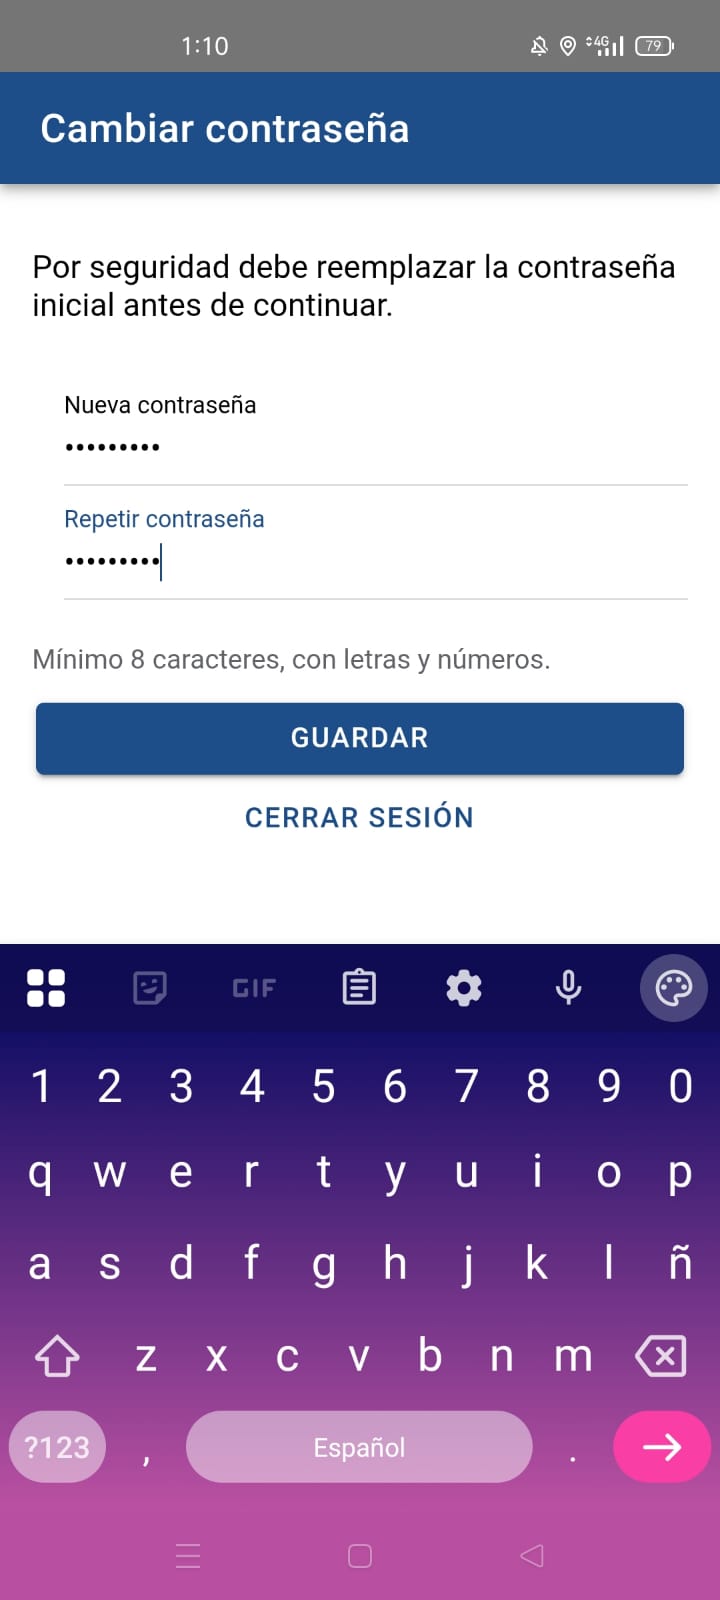 1:10
4G
79
Cambiar contraseña
Por seguridad debe reemplazar la contraseña
inicial antes de continuar.
Nueva contraseña
•••••••••
Repetir contraseña
•••••••••
Mínimo 8 caracteres, con letras y números.
GUARDAR
CERRAR SESIÓN
GIF
1 2 3 4 5 6 7 8 9 0
q w e r t y u i o p
a s d f g h j k l ñ
z x c v b n m
?123 , Español .